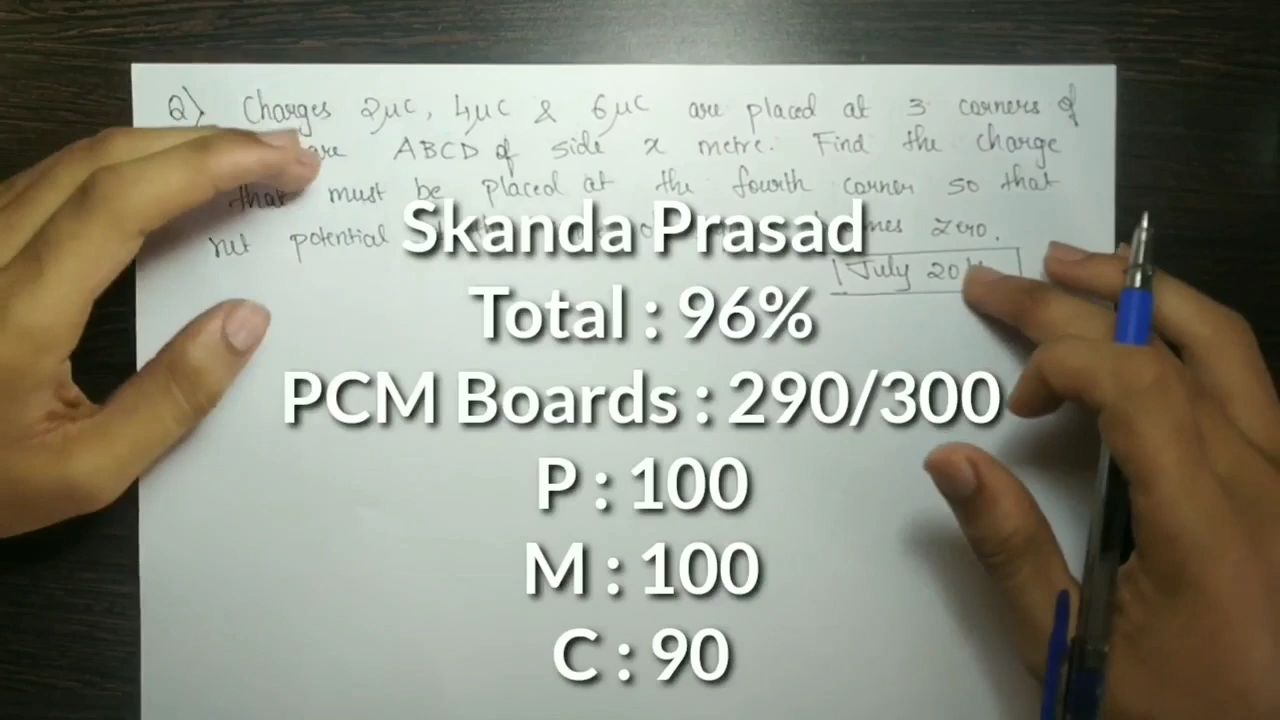 Q) Charges 2μC, 4μC & 6μC are placed at 3 corners of
ABCD of side x metre. Find the charge
that must be placed at the fourth corner so that
net potential zero.
July 20
Skanda Prasad
Total : 96%
PCM Boards : 290/300
P : 100
M : 100
C : 90